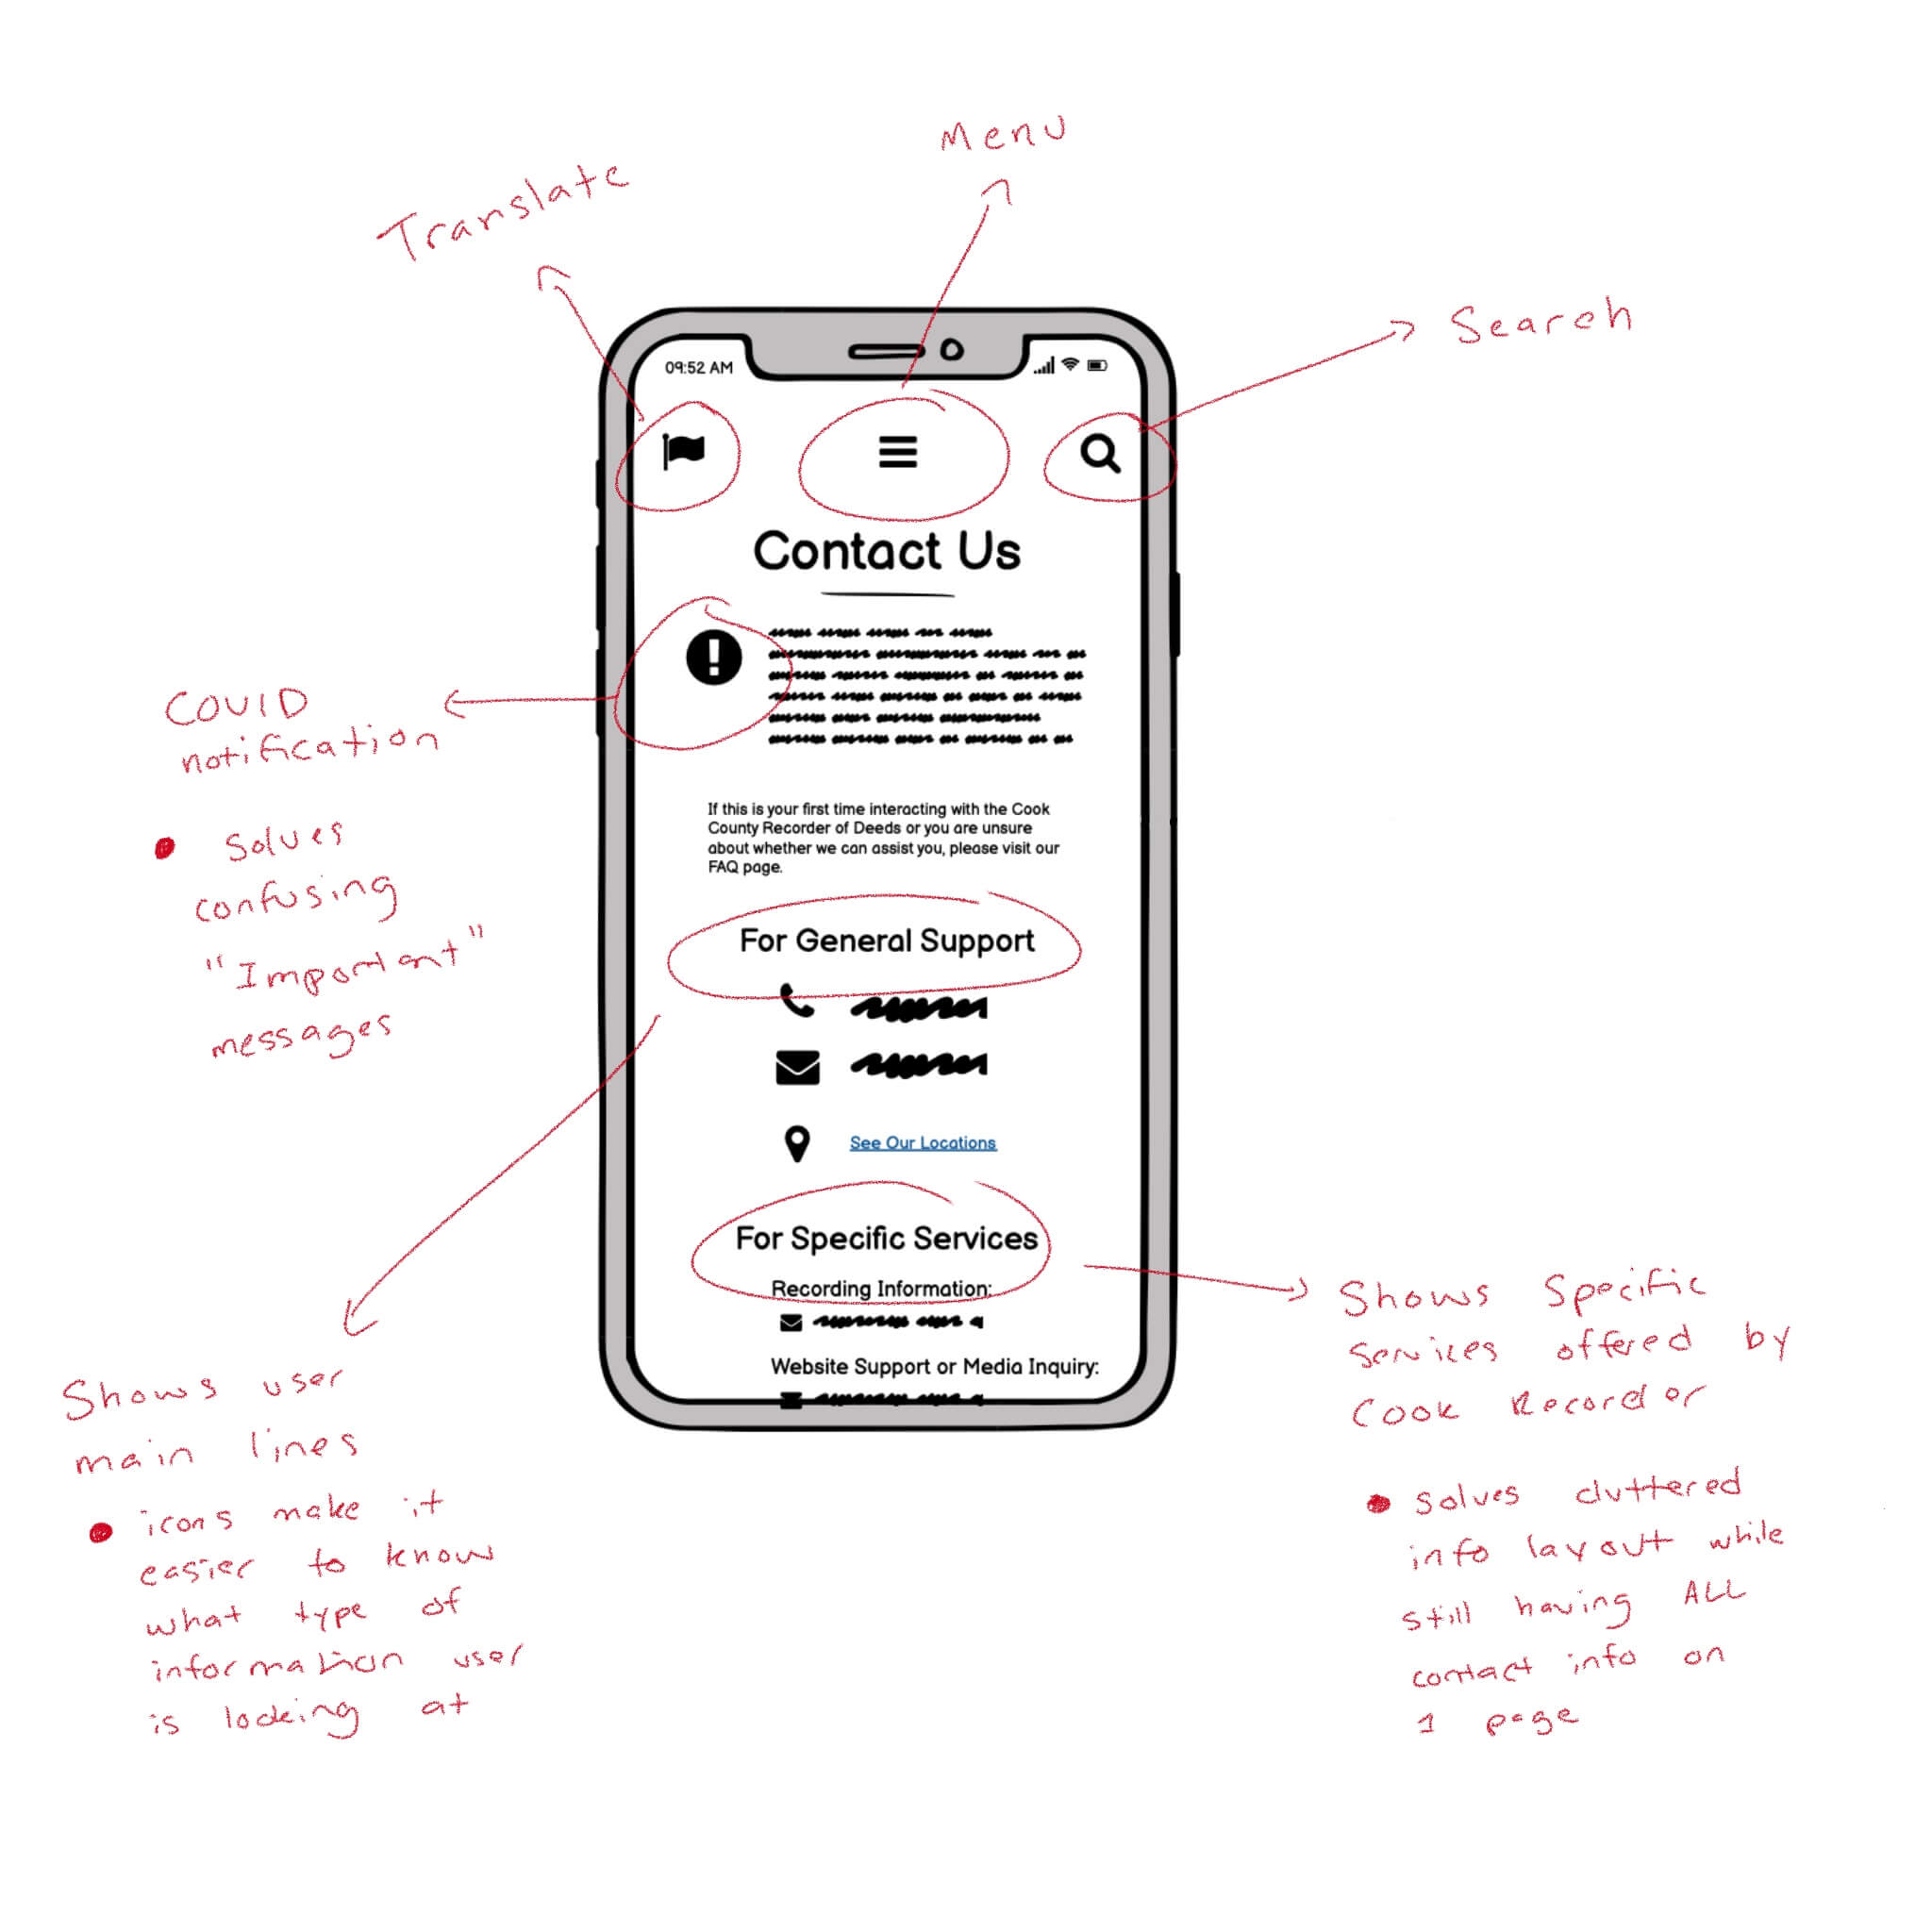 Menu
Translate
Search
09:52 AM
Contact Us
COVID
notification
• Solves
confusing
"Important"
messages
If this is your first time interacting with the Cook
County Recorder of Deeds or you are unsure
about whether we can assist you, please visit our
FAQ page.
For General Support
See Our Locations
For Specific Services
Recording Information:
Website Support or Media Inquiry:
Shows user
main lines
• icons make it
easier to know
what type of
information user
is looking at
Shows Specific
Services offered by
Cook Recorder
• Solves cluttered
info layout while
still having ALL
contact info on
1 page